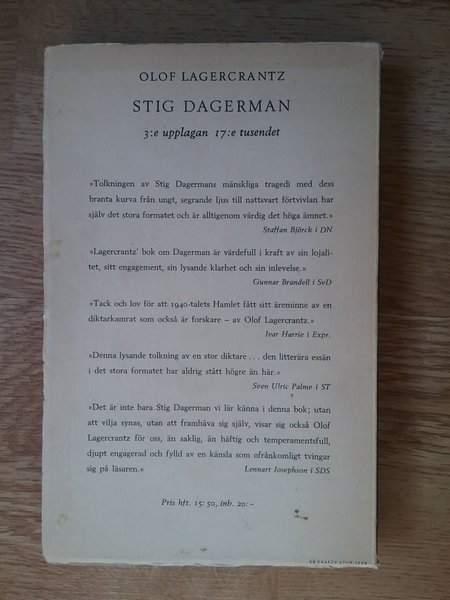 OLOF LAGERCRANTZ
STIG DAGERMAN
3:e upplagan 17:e tusendet
»Tolkningen av Stig Dagermans mänskliga tragedi med dess
branta kurva från ungt, segrande ljus till nattsvart förtvivlan har
själv det stora formatet och är alltigenom värdig det höga ämnet.»
Staffan Björck i DN
»Lagercrantz' bok om Dagerman är värdefull i kraft av sin lojali-
tet, sitt engagement, sin lysande klarhet och sin inlevelse.»
Gunnar Brandell i SvD
»Tack och lov för att 1940-talets Hamlet fått sitt äreminne av en
diktarkamrat som också är forskare – av Olof Lagercrantz.»
Ivar Harrie i Expr.
»Denna lysande tolkning av en stor diktare . . . den litterära essän
i det stora formatet har aldrig stått högre än här.»
Sven Ulric Palme i ST
»Det är inte bara Stig Dagerman vi lär känna i denna bok; utan
att vilja synas, utan att framhäva sig själv, visar sig också Olof
Lagercrantz för oss, än saklig, än häftig och temperamentsfull,
djupt engagerad och fylld av en känsla som ofrånkomligt tvingar
sig på läsaren.» Lennart Josephson i SDS
Pris hft. 15:50, inb. 20:–